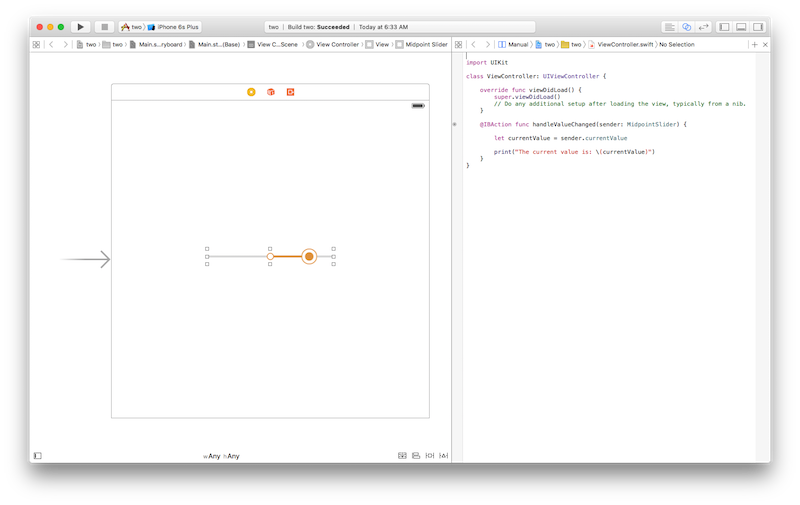 two iPhone 6s Plus
two | Build two: Succeeded | Today at 6:33 AM
two two Main.s...ryboard Main.st...(Base) View C...Scene View Controller View Midpoint Slider
Manual two two ViewController.swift No Selection
import UIKit
class ViewController: UIViewController {
override func viewDidLoad() {
super.viewDidLoad()
// Do any additional setup after loading the view, typically from a nib.
}
@IBAction func handleValueChanged(sender: MidpointSlider) {
let currentValue = sender.currentValue
print("The current value is: \(currentValue)")
}
}
wAny hAny